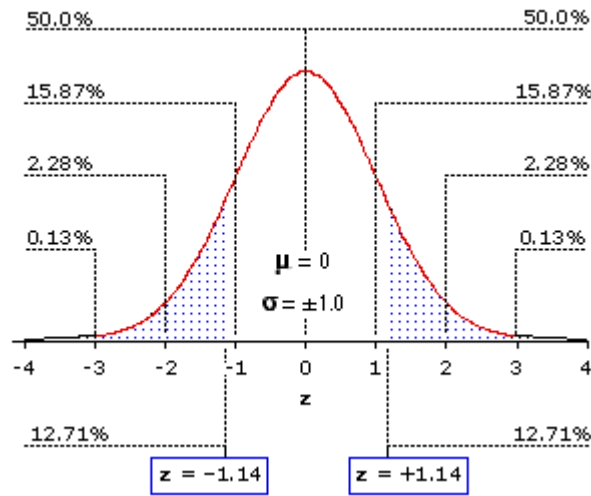 50.0% 50.0%
15.87% 15.87%
2.28% 2.28%
0.13% 0.13%
μ = 0
σ = ±1.0
-4 -3 -2 -1 0 1 2 3 4
z
12.71% 12.71%
z = -1.14 z = +1.14